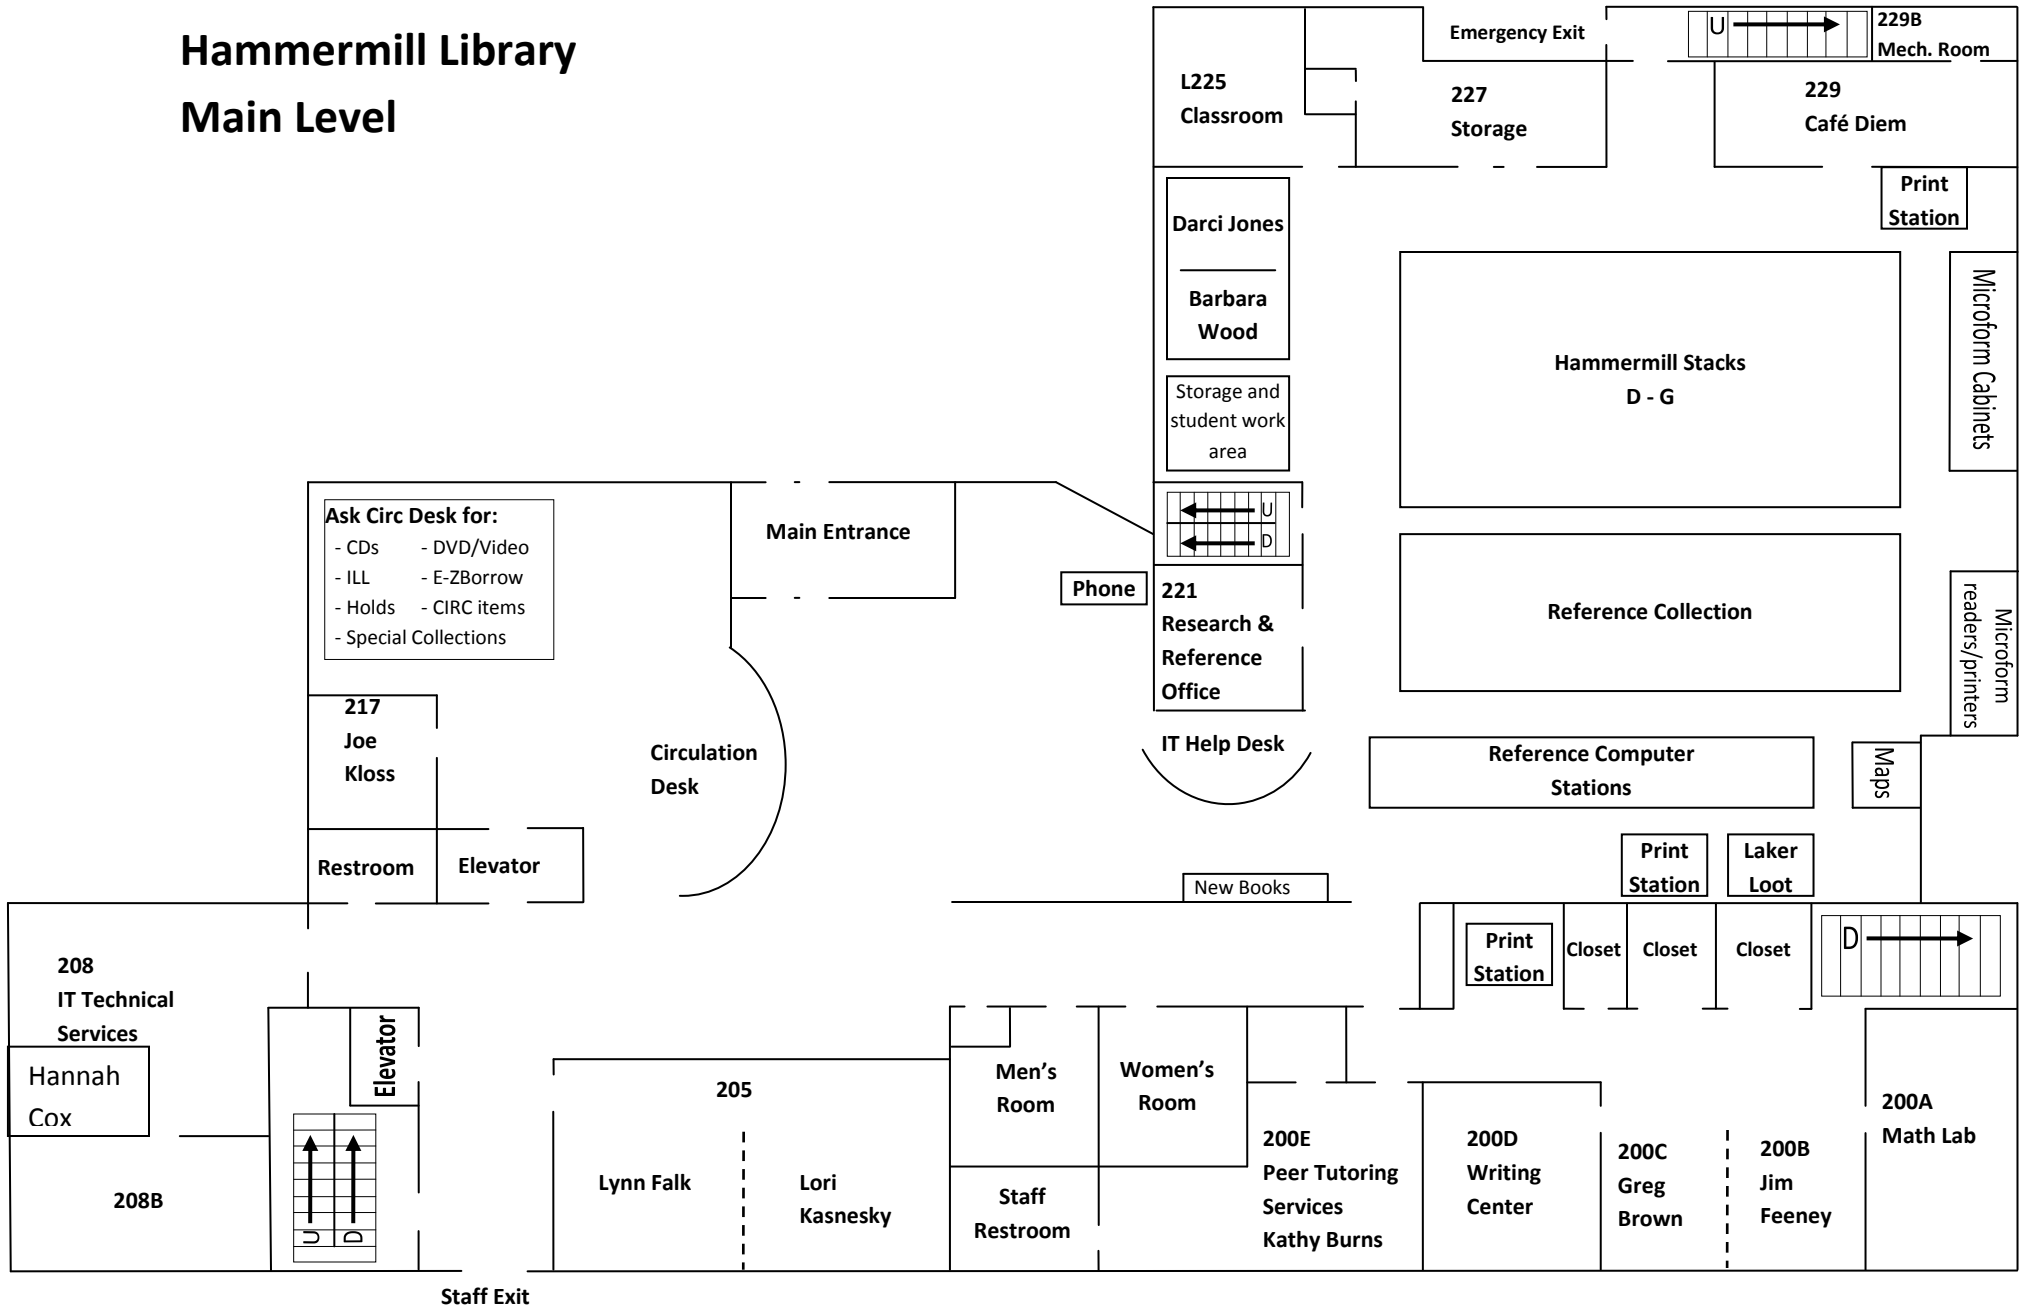 Hammermill Library
Main Level
Emergency Exit
U
229B
Mech. Room
L225
Classroom
227
Storage
229
Café Diem
Print
Station
Darci Jones
Barbara
Wood
Storage and
student work
area
Hammermill Stacks
D - G
Microform Cabinets
Ask Circ Desk for:
- CDs - DVD/Video
- ILL - E-ZBorrow
- Holds - CIRC items
- Special Collections
Main Entrance
U
D
Phone
221
Research &
Reference
Office
Reference Collection
Microform
readers/printers
217
Joe
Kloss
Circulation
Desk
IT Help Desk
Reference Computer
Stations
Maps
Restroom
Elevator
New Books
Print
Station
Laker
Loot
208
IT Technical
Services
Hannah
Cox
208B
Elevator
U
D
Print
Station
Closet
Closet
Closet
D
205
Lynn Falk
Lori
Kasnesky
Men's
Room
Women's
Room
Staff
Restroom
200E
Peer Tutoring
Services
Kathy Burns
200D
Writing
Center
200C
Greg
Brown
200B
Jim
Feeney
200A
Math Lab
Staff Exit